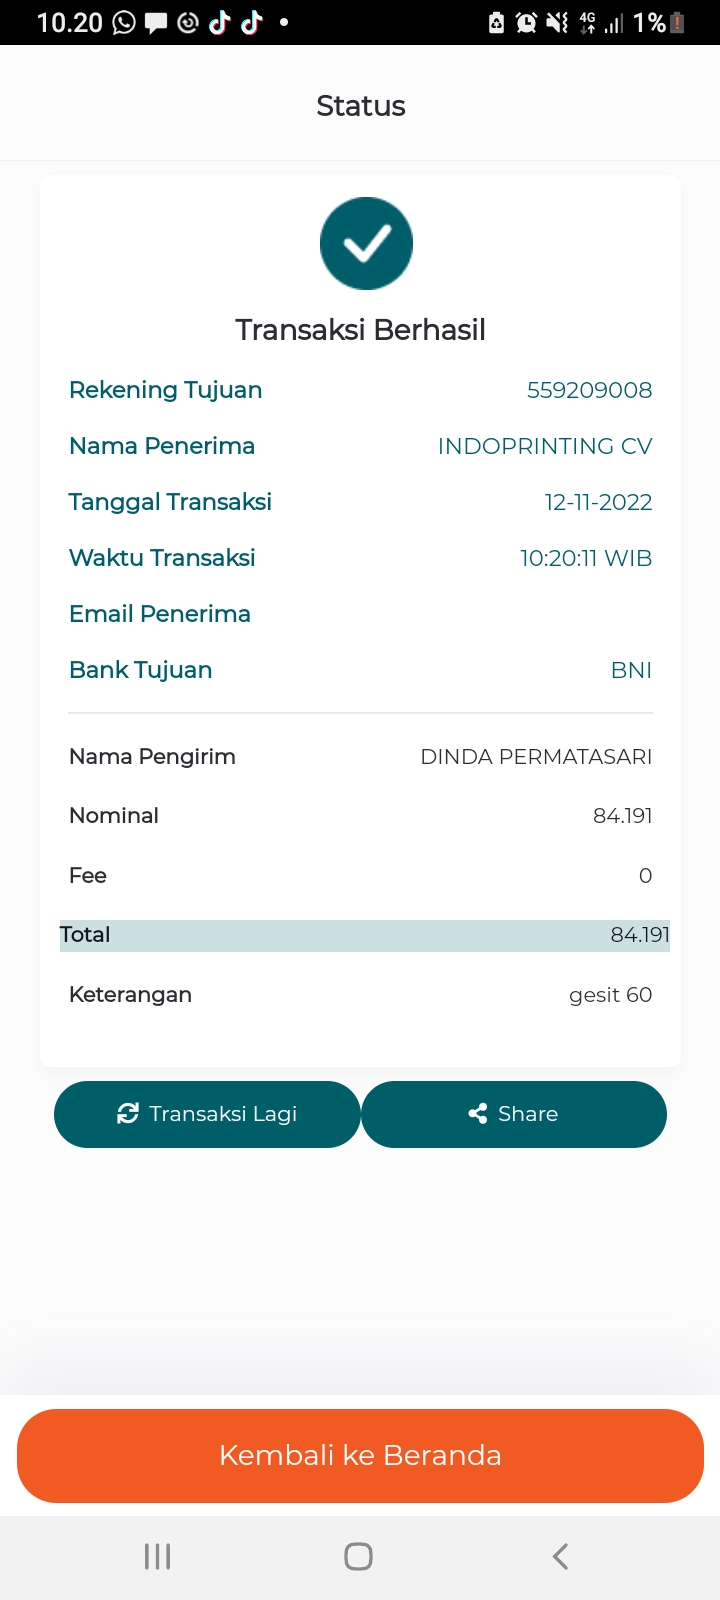 10.20
4G
1%
Status
Transaksi Berhasil
Rekening Tujuan 559209008
Nama Penerima INDOPRINTING CV
Tanggal Transaksi 12-11-2022
Waktu Transaksi 10:20:11 WIB
Email Penerima
Bank Tujuan BNI
Nama Pengirim DINDA PERMATASARI
Nominal 84.191
Fee 0
Total 84.191
Keterangan gesit 60
Transaksi Lagi
Share
Kembali ke Beranda